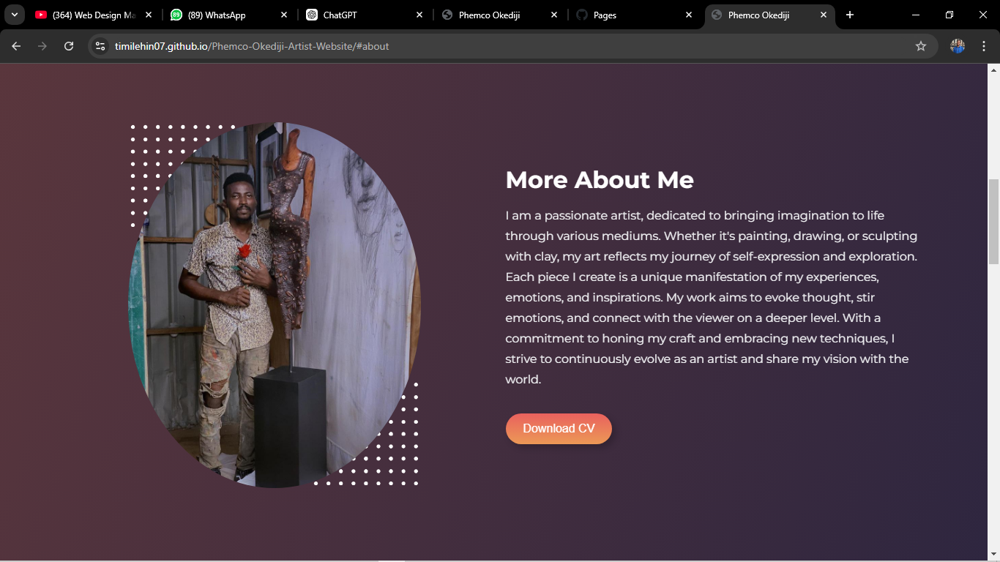 (364) Web Design Ma
89
(89) WhatsApp
ChatGPT
Phemco Okediji
Pages
Phemco Okediji
timilehin07.github.io/Phemco-Okediji-Artist-Website/#about
More About Me
I am a passionate artist, dedicated to bringing imagination to life
through various mediums. Whether it's painting, drawing, or sculpting
with clay, my art reflects my journey of self-expression and exploration.
Each piece I create is a unique manifestation of my experiences,
emotions, and inspirations. My work aims to evoke thought, stir
emotions, and connect with the viewer on a deeper level. With a
commitment to honing my craft and embracing new techniques, I
strive to continuously evolve as an artist and share my vision with the
world.
Download CV